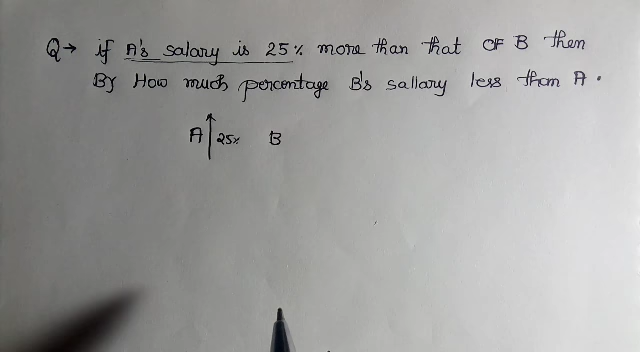 Q→ if A's salary is 25% more than that OF B then
By How much percentage B's sallary less than A.
A 25% B